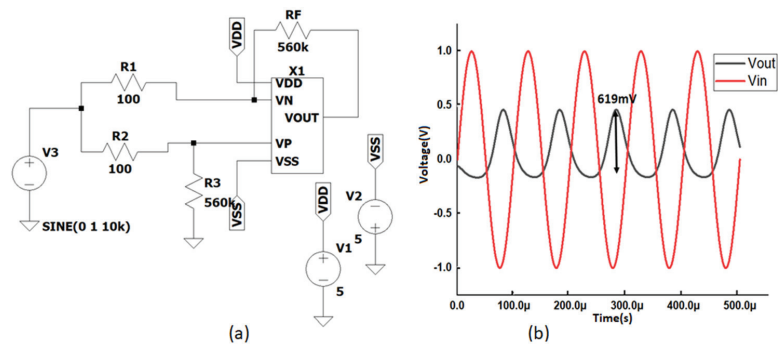 RF
560k
VDD
X1
R1
100
VDD
VN
VOUT
R2
100
VP
VSS
V3
R3
560k
VSS
SINE(0 1 10k)
VSS
V2
5
VDD
V1
5
(a)
Vout
Vin
619mV
Voltage(V)
1.0
0.5
0.0
-0.5
-1.0
0.0 100.0µ 200.0µ 300.0µ 400.0µ 500.0µ
Time(s)
(b)